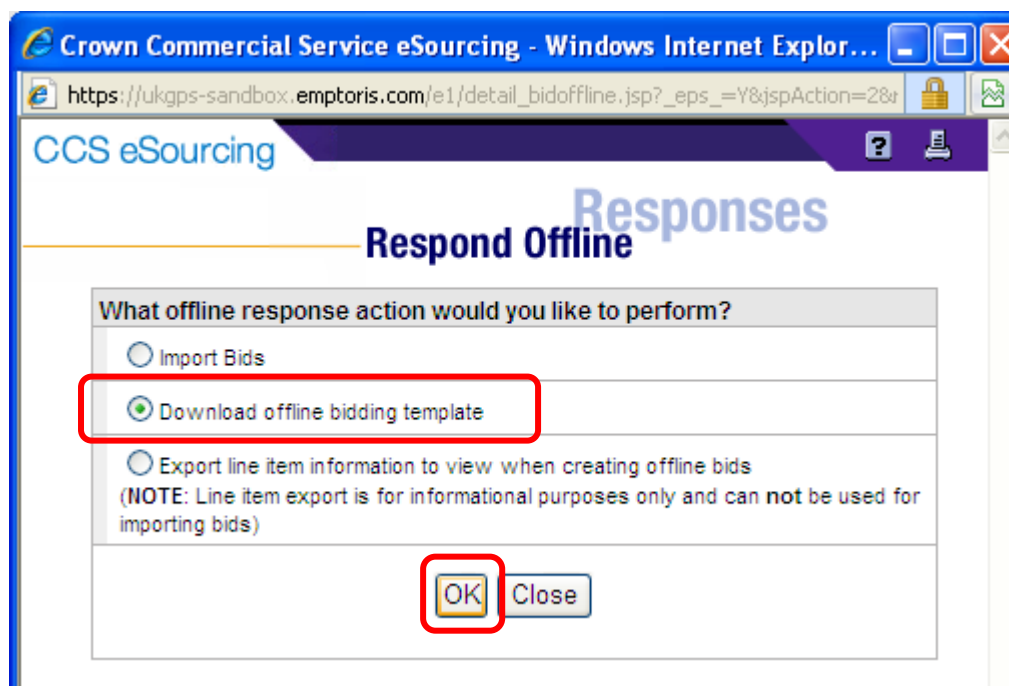 Crown Commercial Service eSourcing - Windows Internet Explor...
https://ukgps-sandbox.emptoris.com/e1/detail_bidoffline.jsp?_eps_=Y&jspAction=2&r
CCS eSourcing
?
Responses
Respond Offline
What offline response action would you like to perform?
Import Bids
Download offline bidding template
Export line item information to view when creating offline bids
(NOTE: Line item export is for informational purposes only and can not be used for
importing bids)
OK Close